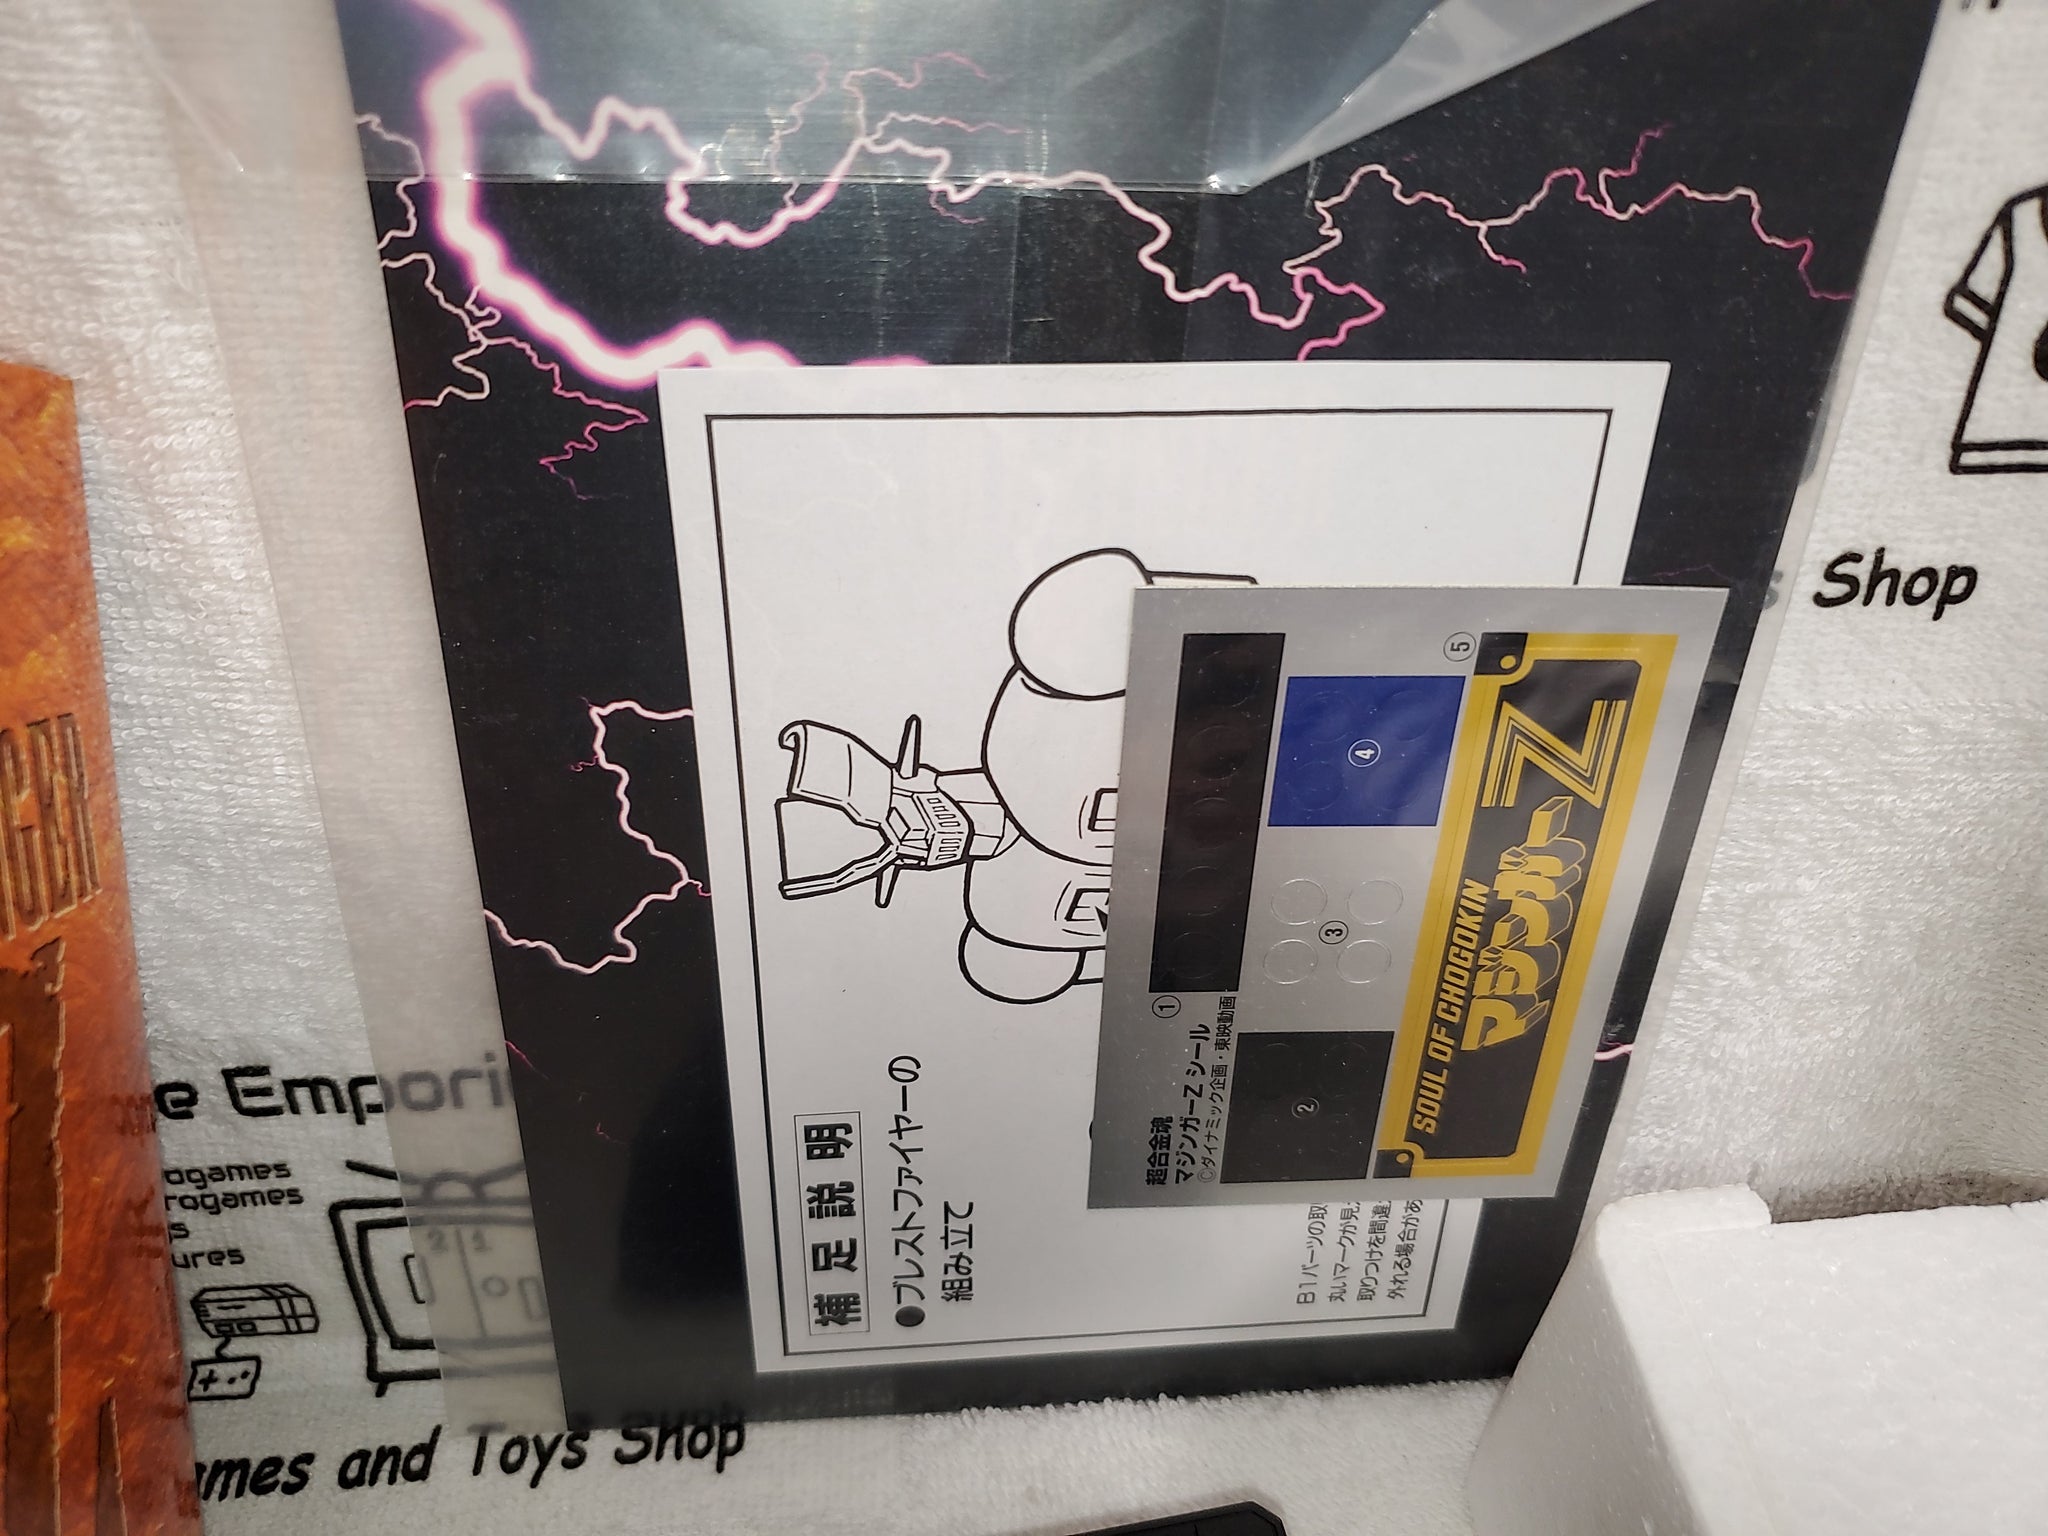 補足説明
●ブレストファイヤーの
組み立て
B1パーツの取
丸いマークが見
取りつけを間違
外れる場合があ
超合金魂
マジンガーZ シール
©ダイナミック企画・東映動画
①
②
③
④
⑤
SOUL OF CHOGOKIN
マジンガーZ
Shop
e Empori
ogames
rogames
s
ures
2 1
ames and Toys Shop